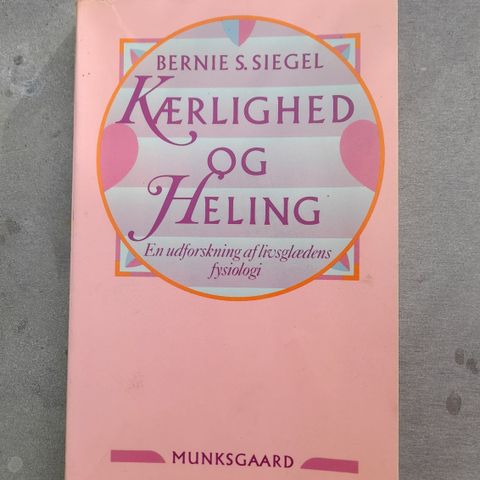 BERNIE S. SIEGEL
KÆRLIGHED
OG
HELING
En udforskning af livsglædens
fysiologi
MUNKSGAARD